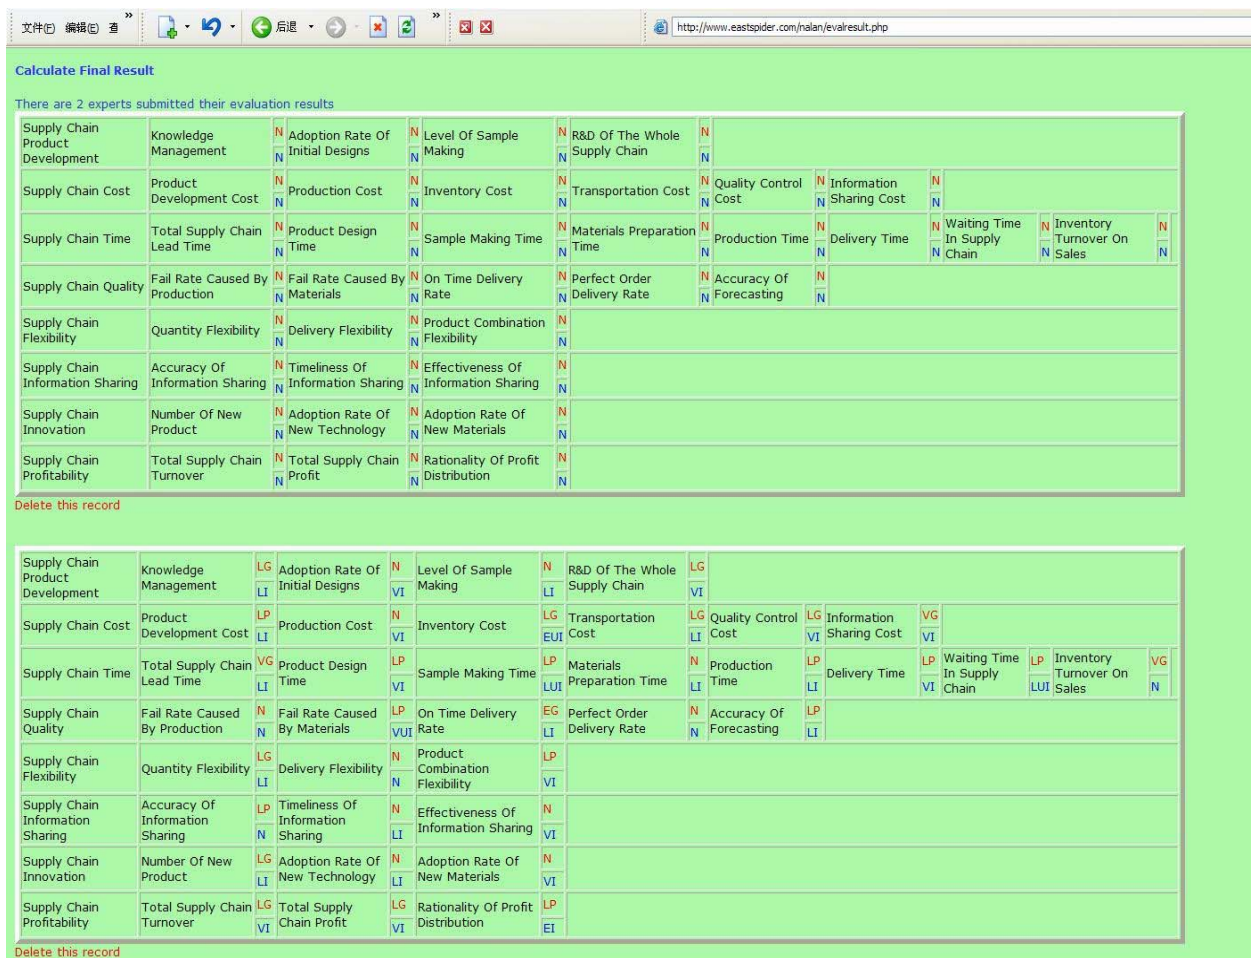 文件(F) 编辑(E) 查 » 后退 »
http://www.eastspider.com/nalan/evalresult.php
Calculate Final Result
There are 2 experts submitted their evaluation results
Supply Chain Product Development Knowledge Management N N Adoption Rate Of Initial Designs N N Level Of Sample Making N N R&D Of The Whole Supply Chain N N
Supply Chain Cost Product Development Cost N N Production Cost N N Inventory Cost N N Transportation Cost N N Quality Control Cost N N Information Sharing Cost N N
Supply Chain Time Total Supply Chain Lead Time N N Product Design Time N N Sample Making Time N N Materials Preparation Time N N Production Time N N Delivery Time N N Waiting Time In Supply Chain N N Inventory Turnover On Sales N N
Supply Chain Quality Fail Rate Caused By Production N N Fail Rate Caused By Materials N N On Time Delivery Rate N N Perfect Order Delivery Rate N N Accuracy Of Forecasting N N
Supply Chain Flexibility Quantity Flexibility N N Delivery Flexibility N N Product Combination Flexibility N N
Supply Chain Information Sharing Accuracy Of Information Sharing N N Timeliness Of Information Sharing N N Effectiveness Of Information Sharing N N
Supply Chain Innovation Number Of New Product N N Adoption Rate Of New Technology N N Adoption Rate Of New Materials N N
Supply Chain Profitability Total Supply Chain Turnover N N Total Supply Chain Profit N N Rationality Of Profit Distribution N N
Delete this record
Supply Chain Product Development Knowledge Management LG LI Adoption Rate Of Initial Designs N VI Level Of Sample Making N LI R&D Of The Whole Supply Chain LG VI
Supply Chain Cost Product Development Cost LP LI Production Cost N VI Inventory Cost LG EUI Transportation Cost LG LI Quality Control Cost LG VI Information Sharing Cost VG VI
Supply Chain Time Total Supply Chain Lead Time VG LI Product Design Time LP VI Sample Making Time LP LUI Materials Preparation Time N LI Production Time LP LI Delivery Time LP VI Waiting Time In Supply Chain LP LUI Inventory Turnover On Sales VG N
Supply Chain Quality Fail Rate Caused By Production N N Fail Rate Caused By Materials LP VUI On Time Delivery Rate EG LI Perfect Order Delivery Rate N N Accuracy Of Forecasting LP LI
Supply Chain Flexibility Quantity Flexibility LG LI Delivery Flexibility N N Product Combination Flexibility LP VI
Supply Chain Information Sharing Accuracy Of Information Sharing LP N Timeliness Of Information Sharing N LI Effectiveness Of Information Sharing N VI
Supply Chain Innovation Number Of New Product LG LI Adoption Rate Of New Technology N LI Adoption Rate Of New Materials N VI
Supply Chain Profitability Total Supply Chain Turnover LG VI Total Supply Chain Profit LG VI Rationality Of Profit Distribution LP EI
Delete this record